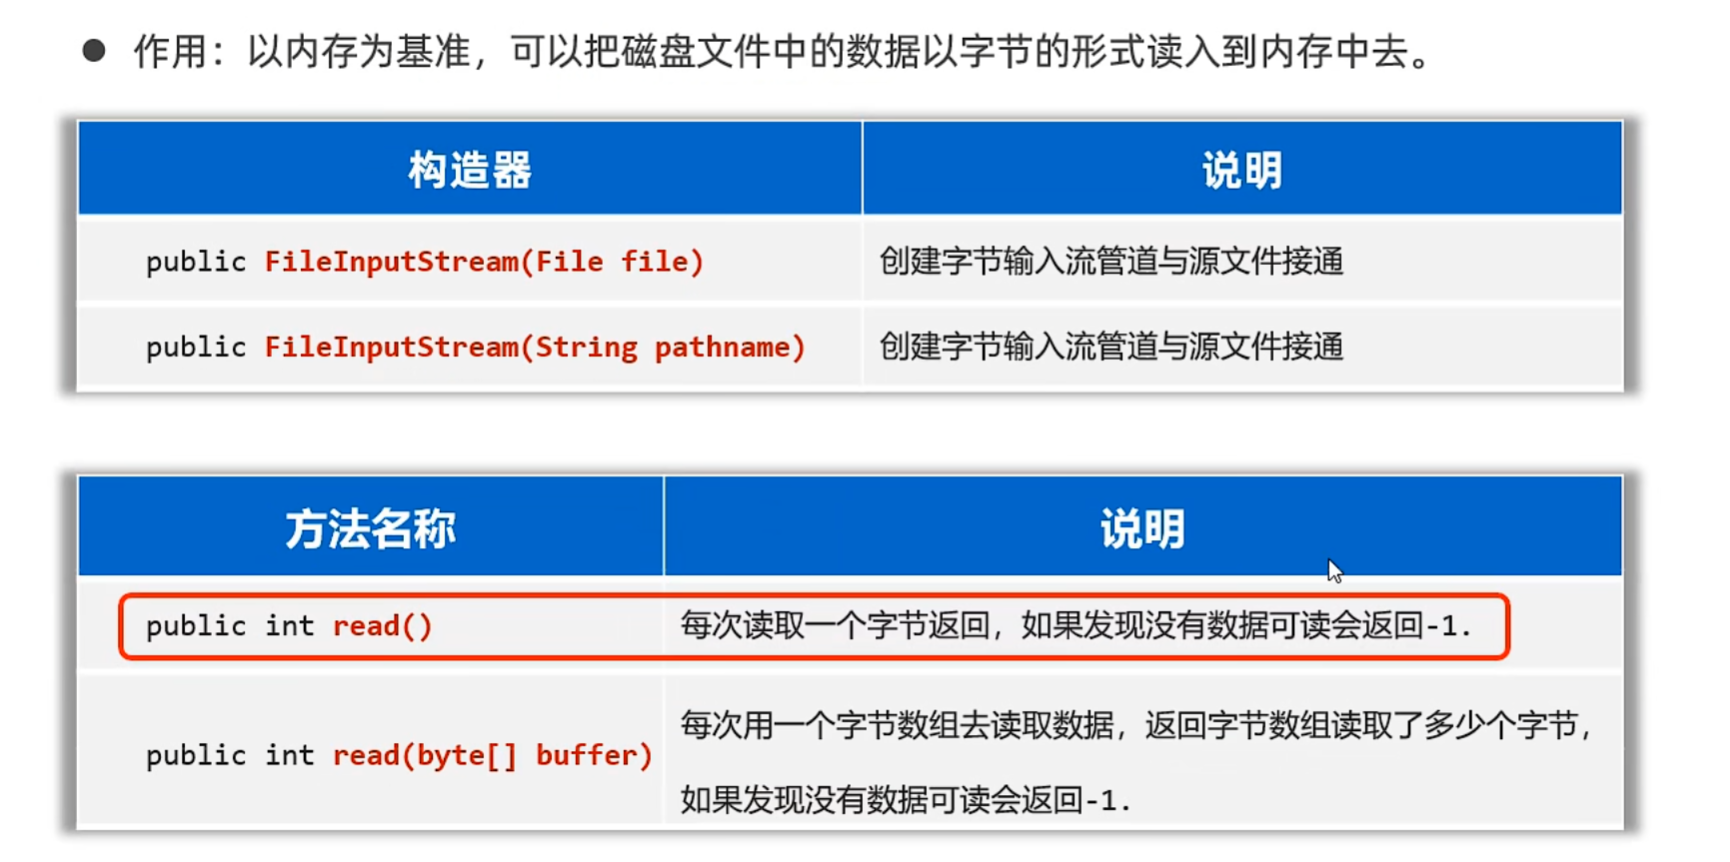 ● 作用：以内存为基准，可以把磁盘文件中的数据以字节的形式读入到内存中去。
构造器 说明
public FileInputStream(File file) 创建字节输入流管道与源文件接通
public FileInputStream(String pathname) 创建字节输入流管道与源文件接通
方法名称 说明
public int read() 每次读取一个字节返回，如果发现没有数据可读会返回-1.
public int read(byte[] buffer) 每次用一个字节数组去读取数据，返回字节数组读取了多少个字节，
如果发现没有数据可读会返回-1.